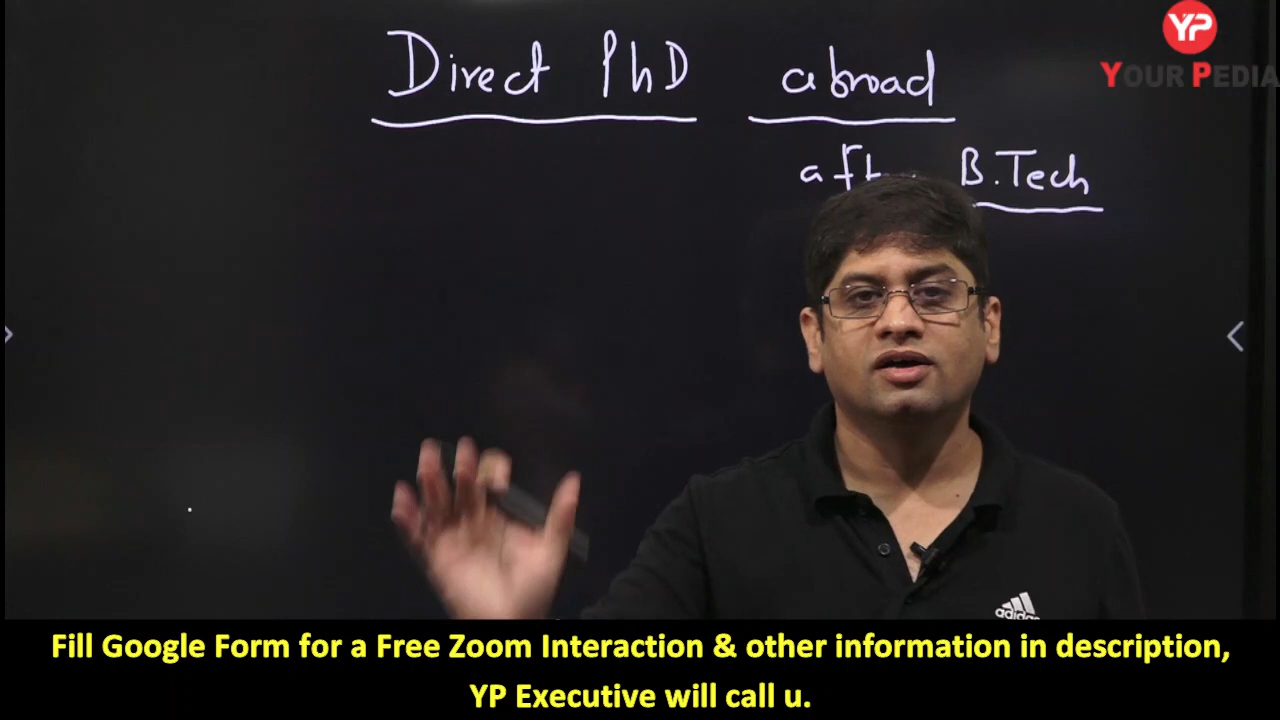 Direct PhD abroad
YP
YOUR PEDIA
B.Tech
adidas
Fill Google Form for a Free Zoom Interaction & other information in description,
YP Executive will call u.